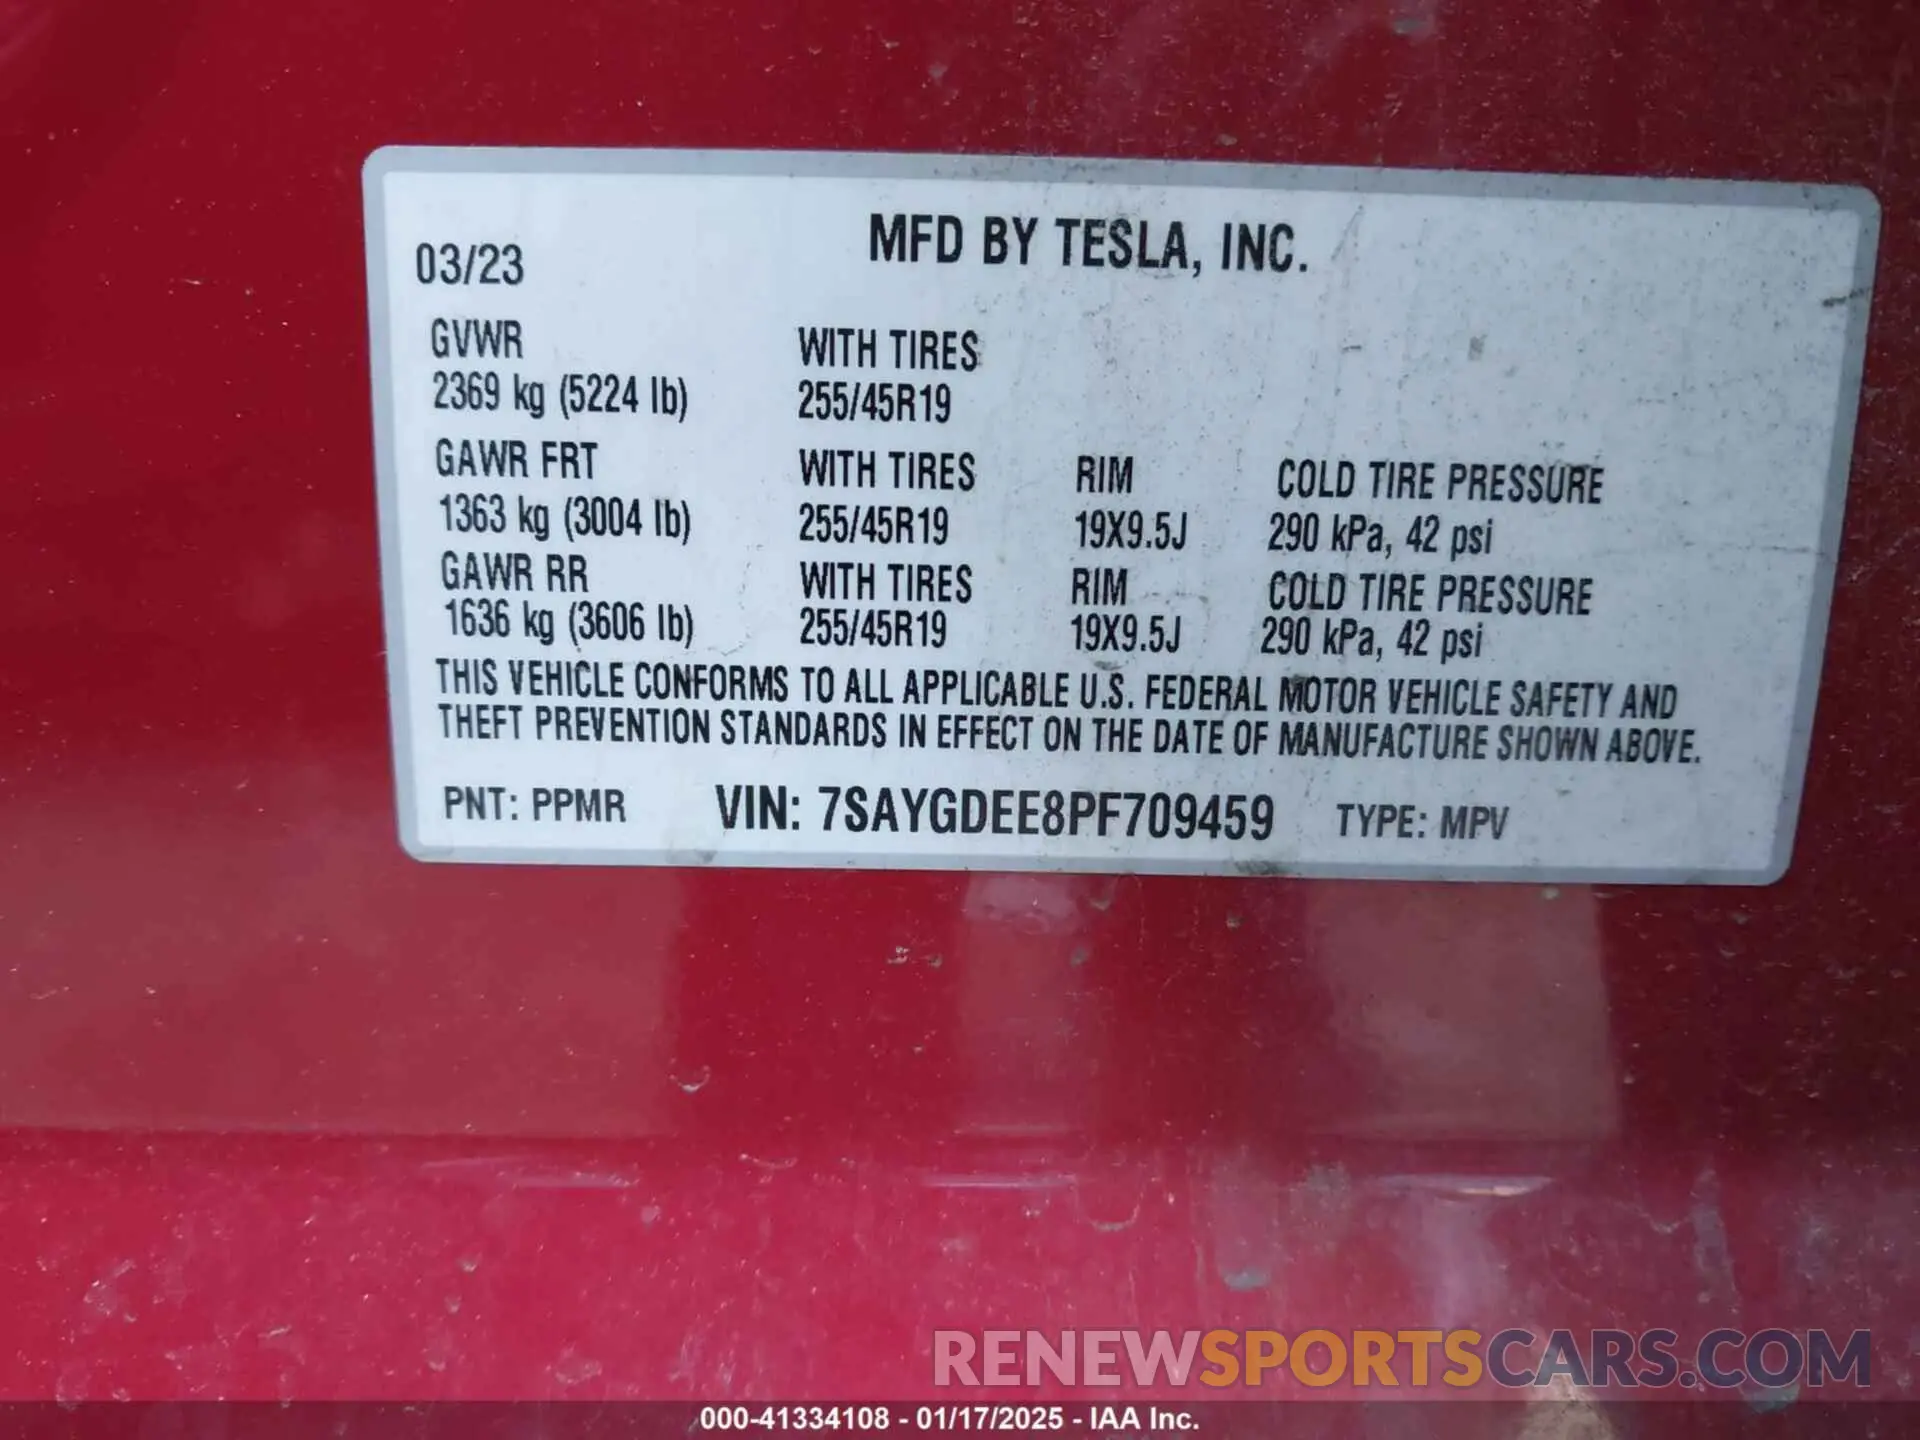 MFD BY TESLA, INC.
03/23
GVWR WITH TIRES
2369 kg (5224 lb) 255/45R19
GAWR FRT WITH TIRES RIM COLD TIRE PRESSURE
1363 kg (3004 lb) 255/45R19 19X9.5J 290 kPa, 42 psi
GAWR RR WITH TIRES RIM COLD TIRE PRESSURE
1636 kg (3606 lb) 255/45R19 19X9.5J 290 kPa, 42 psi
THIS VEHICLE CONFORMS TO ALL APPLICABLE U.S. FEDERAL MOTOR VEHICLE SAFETY AND
THEFT PREVENTION STANDARDS IN EFFECT ON THE DATE OF MANUFACTURE SHOWN ABOVE.
PNT: PPMR VIN: 7SAYGDEE8PF709459 TYPE: MPV
RENEWSPORTSCARS.COM
000-41334108 - 01/17/2025 - IAA Inc.